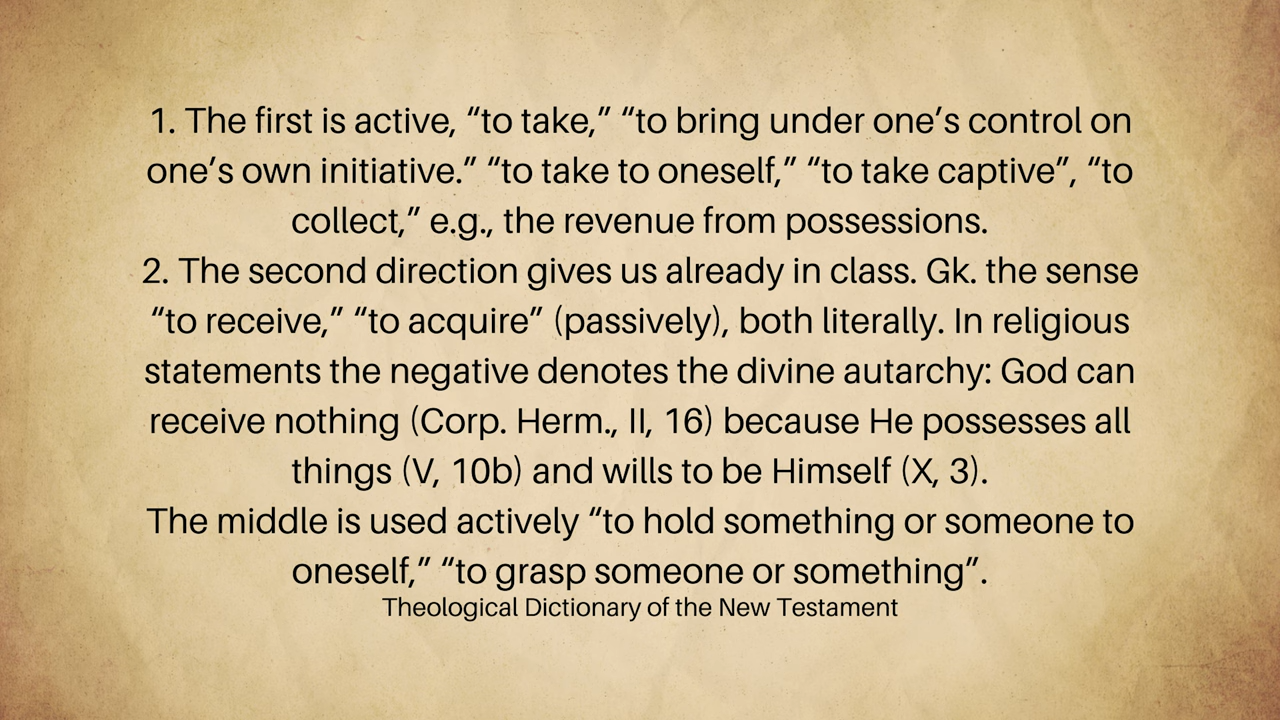 1. The first is active, “to take,” “to bring under one’s control on
one’s own initiative.” “to take to oneself,” “to take captive”, “to
collect,” e.g., the revenue from possessions.
2. The second direction gives us already in class. Gk. the sense
“to receive,” “to acquire” (passively), both literally. In religious
statements the negative denotes the divine autarchy: God can
receive nothing (Corp. Herm., II, 16) because He possesses all
things (V, 10b) and wills to be Himself (X, 3).
The middle is used actively “to hold something or someone to
oneself,” “to grasp someone or something”.
Theological Dictionary of the New Testament